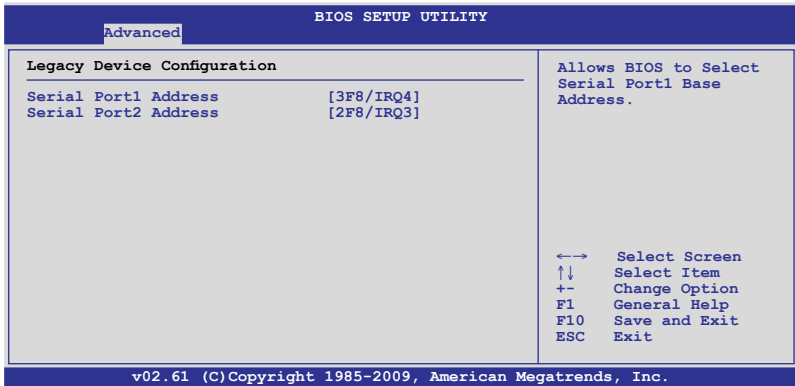 BIOS SETUP UTILITY
Advanced
Legacy Device Configuration
Serial Port1 Address [3F8/IRQ4]
Serial Port2 Address [2F8/IRQ3]
Allows BIOS to Select
Serial Port1 Base
Address.
←→ Select Screen
↑↓ Select Item
+- Change Option
F1 General Help
F10 Save and Exit
ESC Exit
v02.61 (C)Copyright 1985-2009, American Megatrends, Inc.